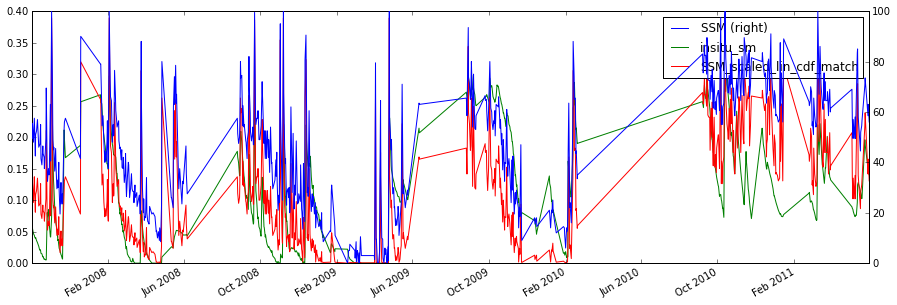 0.40
0.35
0.30
0.25
0.20
0.15
0.10
0.05
0.00
100
80
60
40
20
0
SSM (right)
insitu_sm
SSM_scaled_lin_cdf_match
Feb 2008
Jun 2008
Oct 2008
Feb 2009
Jun 2009
Oct 2009
Feb 2010
Jun 2010
Oct 2010
Feb 2011